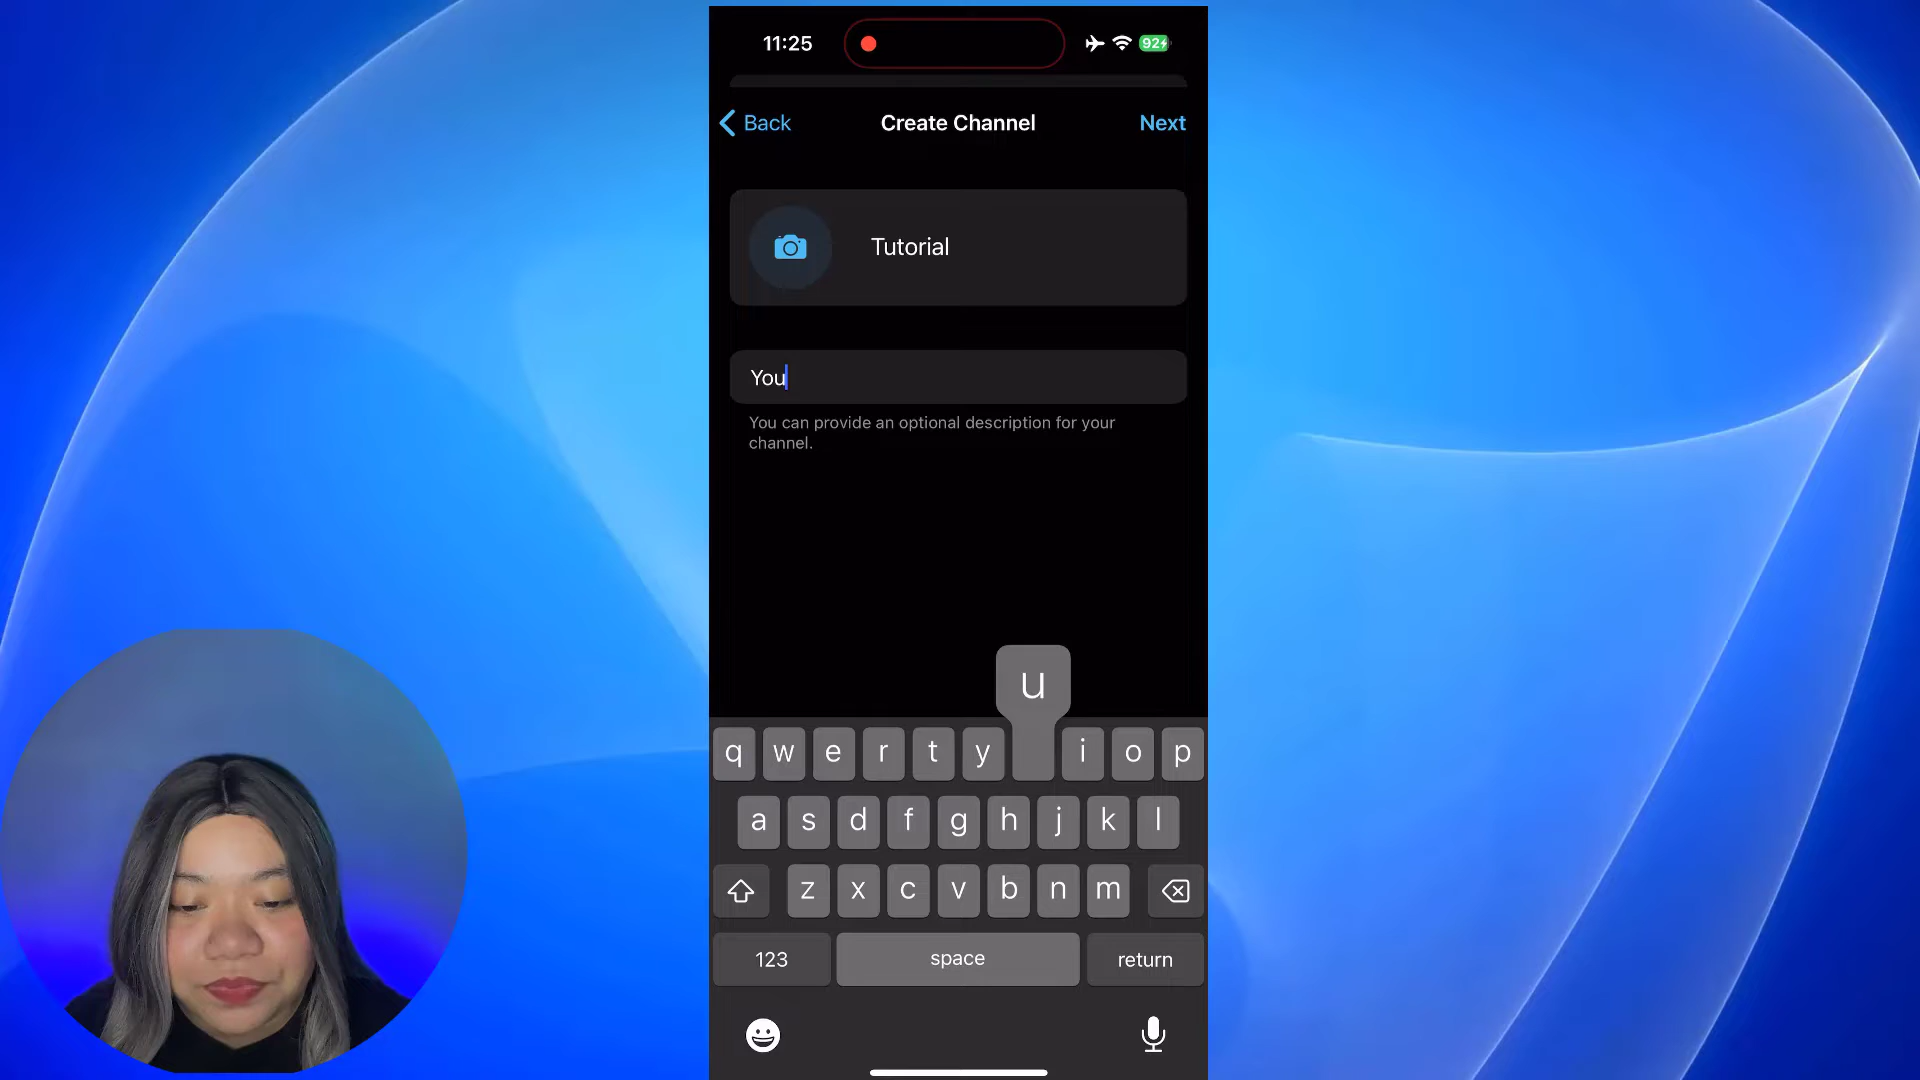 11:25
92
Back
Create Channel
Next
Tutorial
You
You can provide an optional description for your
channel.
u
q w e r t y i o p
a s d f g h j k l
z x c v b n m
123
space
return